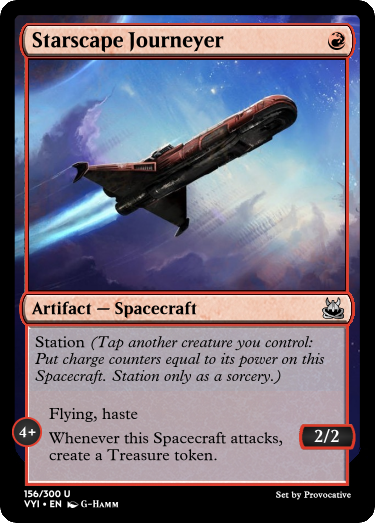 Starscape Journeyer
Artifact — Spacecraft
Station (Tap another creature you control:
Put charge counters equal to its power on this
Spacecraft. Station only as a sorcery.)
4+
Flying, haste
Whenever this Spacecraft attacks,
create a Treasure token.
2/2
156/300 U
VYI • EN G-Hamm
Set by Provocative